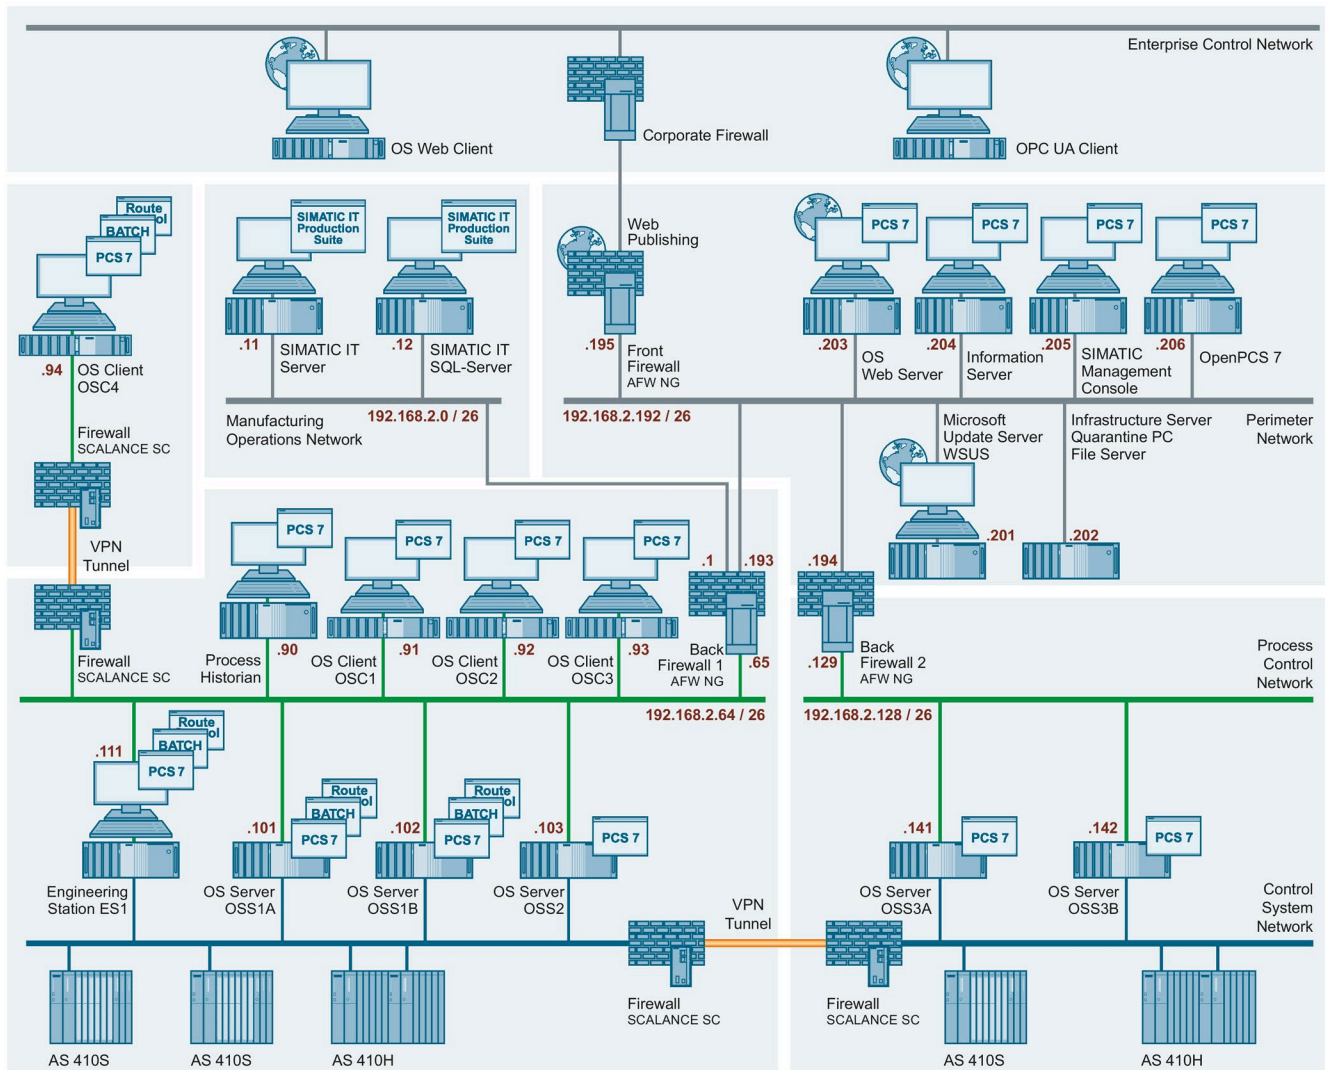 Enterprise Control Network
OS Web Client
Corporate Firewall
OPC UA Client
Route
ol
BATCH
PCS 7
.94
OS Client
OSC4
Firewall
SCALANCE SC
VPN
Tunnel
Firewall
SCALANCE SC
SIMATIC IT
Production
Suite
SIMATIC IT
Production
Suite
.11
SIMATIC IT
Server
.12
SIMATIC IT
SQL-Server
Manufacturing
Operations Network
192.168.2.0 / 26
Web
Publishing
.195
Front
Firewall
AFW NG
192.168.2.192 / 26
PCS 7
PCS 7
PCS 7
PCS 7
.203
OS
Web Server
.204
Information
Server
.205
SIMATIC
Management
Console
.206
OpenPCS 7
Perimeter
Network
Microsoft
Update Server
WSUS
.201
Infrastructure Server
Quarantine PC
File Server
.202
PCS 7
PCS 7
PCS 7
PCS 7
.90
Process
Historian
.91
OS Client
OSC1
.92
OS Client
OSC2
.93
OS Client
OSC3
.1
.193
Back
Firewall 1
AFW NG
.65
.194
Back
Firewall 2
AFW NG
.129
Process
Control
Network
192.168.2.64 / 26
192.168.2.128 / 26
Route
ol
BATCH
PCS 7
.111
Engineering
Station ES1
Route
ol
BATCH
PCS 7
.101
OS Server
OSS1A
Route
ol
BATCH
PCS 7
.102
OS Server
OSS1B
PCS 7
.103
OS Server
OSS2
PCS 7
.141
OS Server
OSS3A
PCS 7
.142
OS Server
OSS3B
Control
System
Network
VPN
Tunnel
Firewall
SCALANCE SC
Firewall
SCALANCE SC
AS 410S
AS 410S
AS 410H
AS 410S
AS 410H